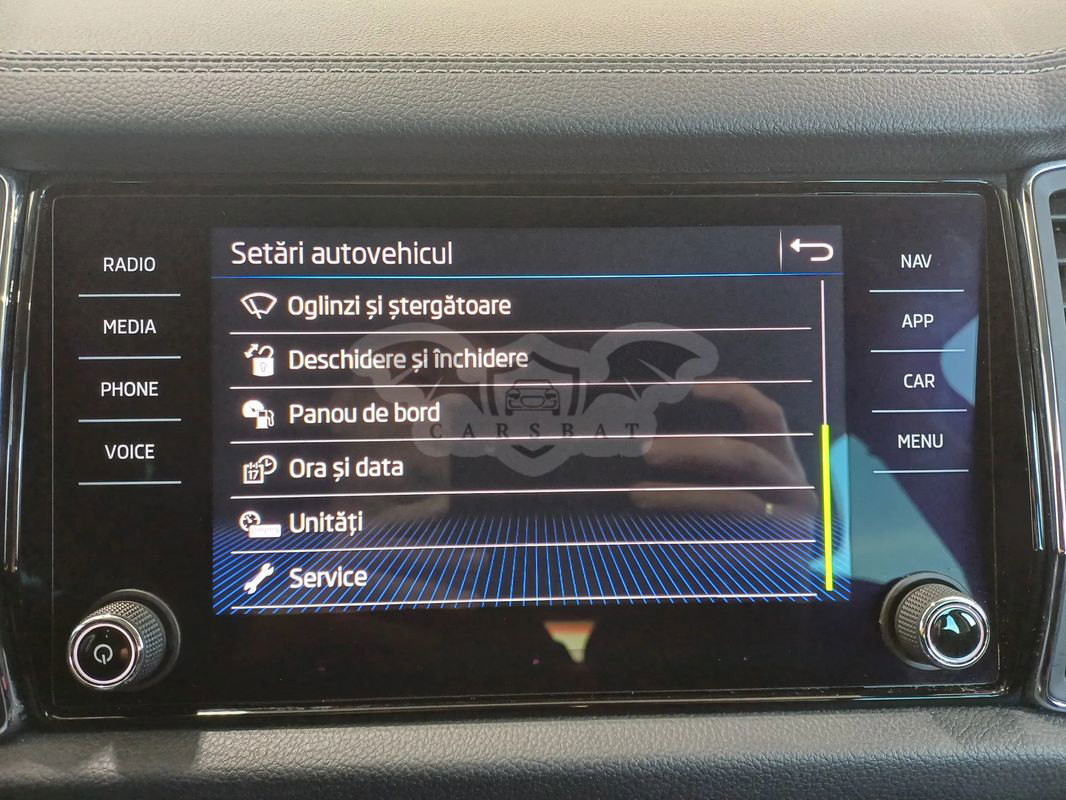 RADIO
MEDIA
PHONE
VOICE
Setări autovehicul
Oglinzi și ștergătoare
Deschidere și închidere
Panou de bord
Ora și data
17
Unități
Service
CARSBAT
NAV
APP
CAR
MENU